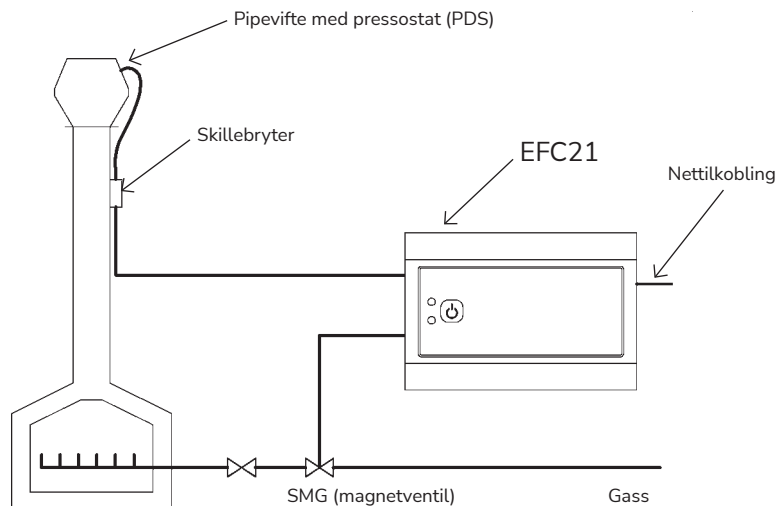 Pipevifte med pressostat (PDS)
Skillebryter
EFC21
Nettilkobling
SMG (magnetventil)
Gass